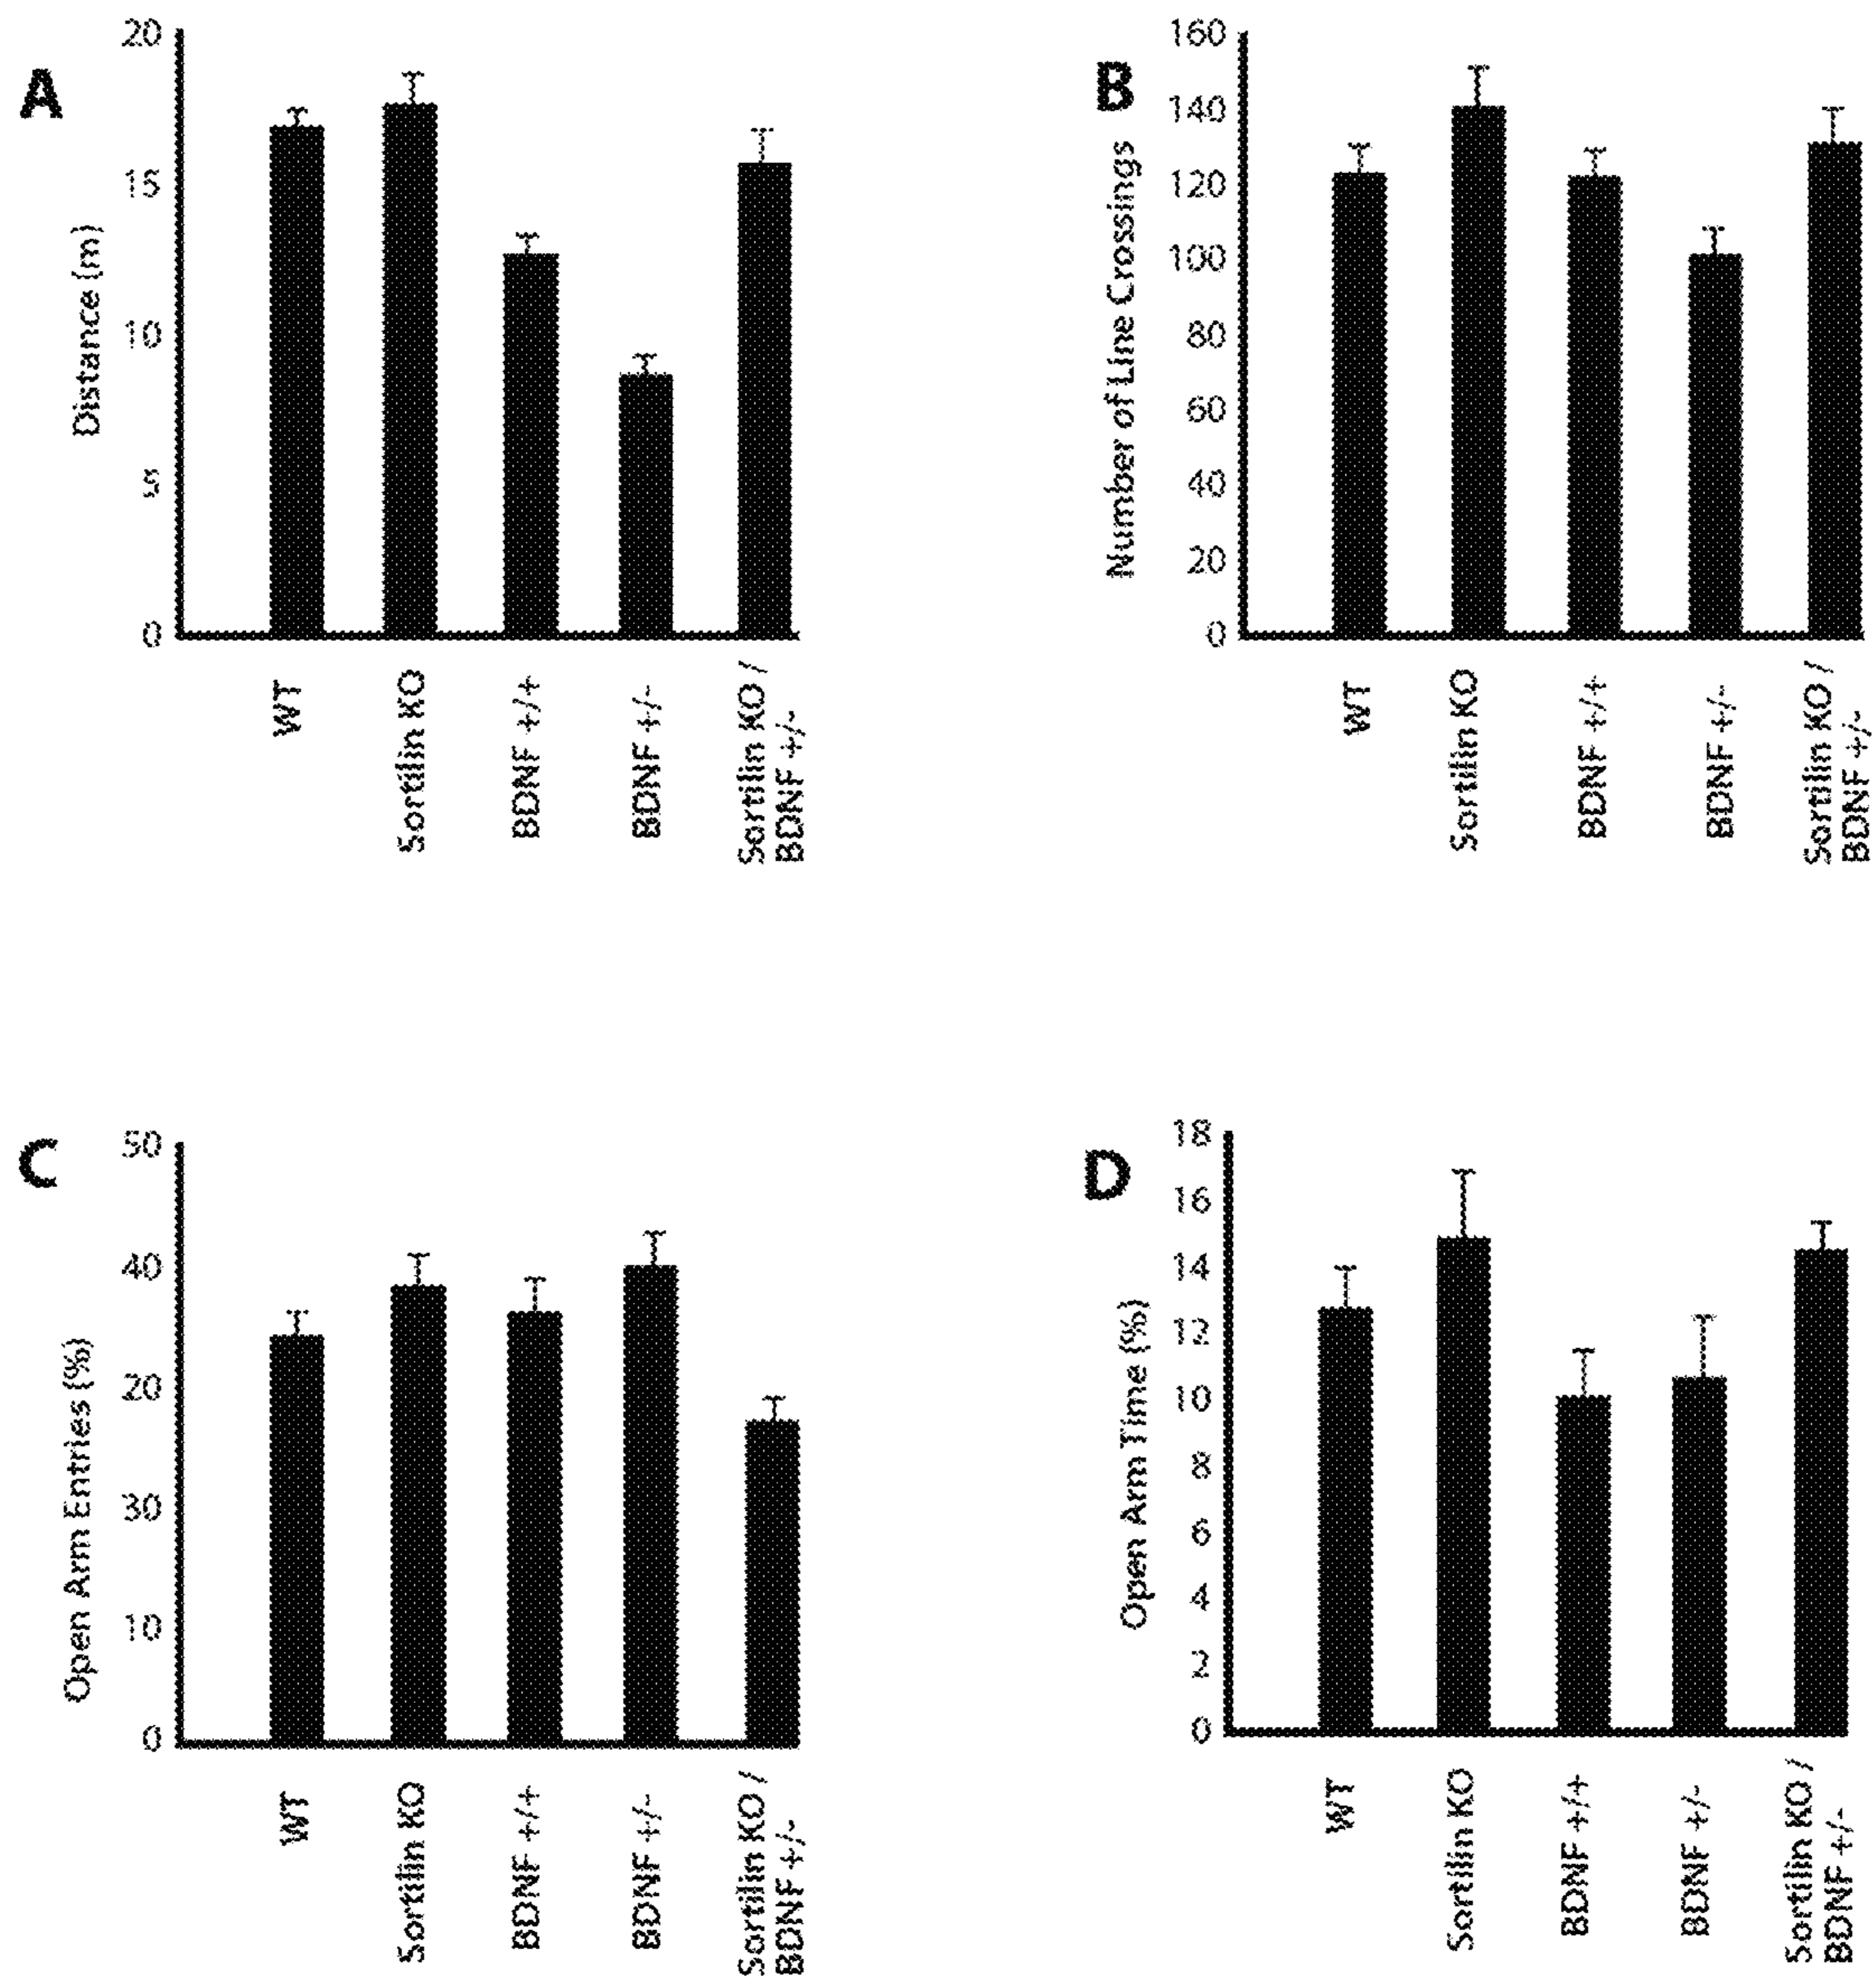 A
Distance (m)
20
15
10
5
0
WT
Sortilin KO
BDNF +/+
BDNF +/-
Sortilin KO /
BDNF +/-
B
Number of Line Crossings
160
140
120
100
80
60
40
20
0
WT
Sortilin KO
BDNF +/+
BDNF +/-
Sortilin KO /
BDNF +/-
C
Open Arm Entries (%)
50
40
20
30
10
0
WT
Sortilin KO
BDNF +/+
BDNF +/-
Sortilin KO /
BDNF +/-
D
Open Arm Time (%)
18
16
14
12
10
8
6
4
2
0
WT
Sortilin KO
BDNF +/+
BDNF +/-
Sortilin KO /
BDNF +/-